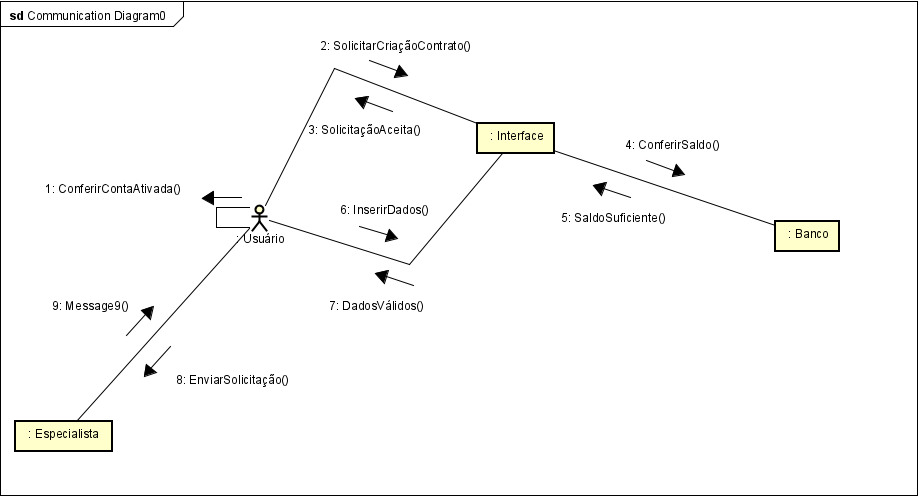 sd Communication Diagram0
2: SolicitarCriaçãoContrato()
3: SolicitaçãoAceita()
: Interface
4: ConferirSaldo()
1: ConferirContaAtivada()
6: InserirDados()
5: SaldoSuficiente()
: Usuário
: Banco
9: Message9()
7: DadosVálidos()
8: EnviarSolicitação()
: Especialista